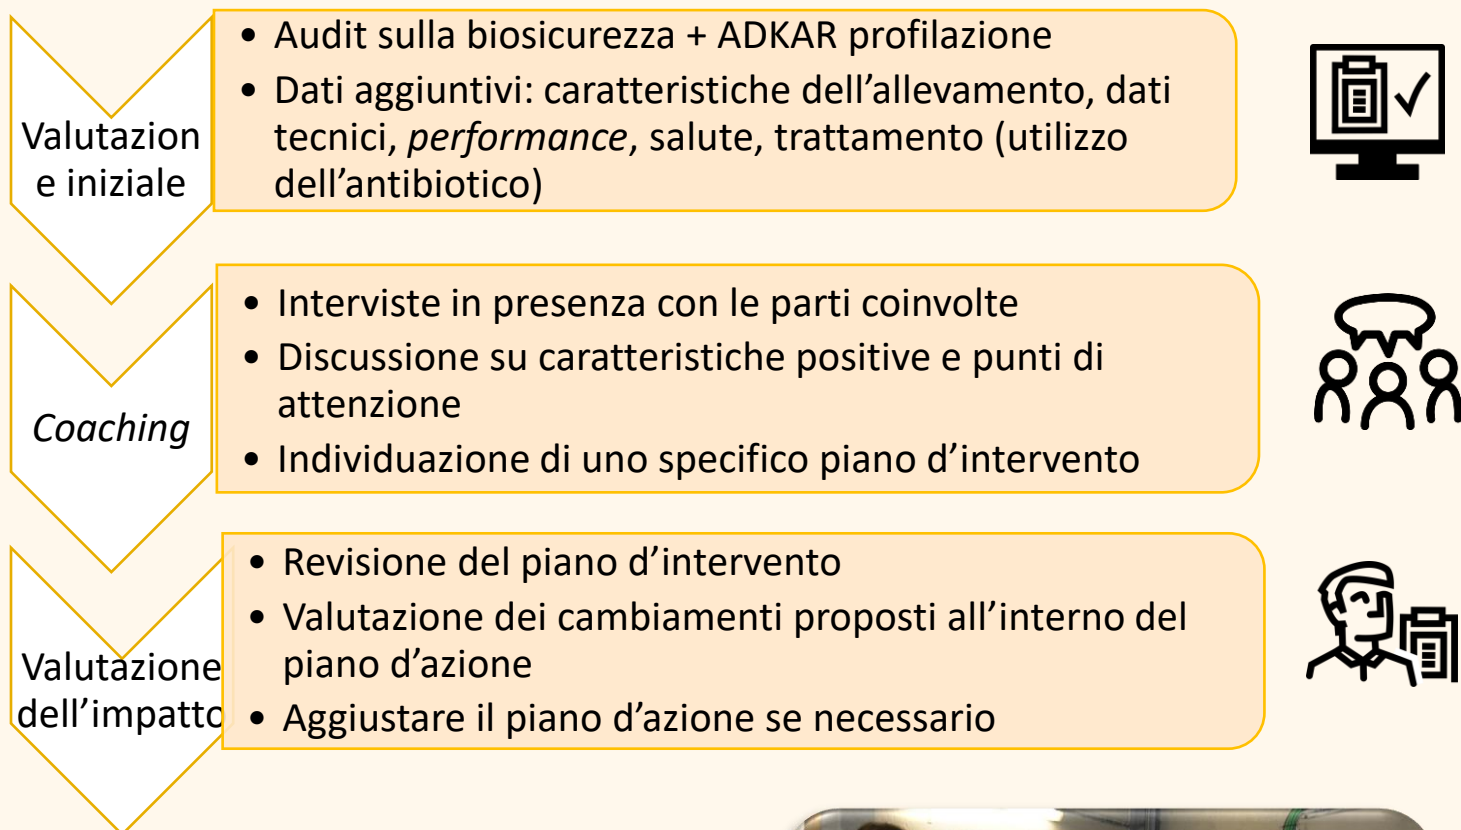 Valutazion
e iniziale
• Audit sulla biosicurezza + ADKAR profilazione
• Dati aggiuntivi: caratteristiche dell’allevamento, dati
tecnici, performance, salute, trattamento (utilizzo
dell’antibiotico)
Coaching
• Interviste in presenza con le parti coinvolte
• Discussione su caratteristiche positive e punti di
attenzione
• Individuazione di uno specifico piano d’intervento
Valutazione
dell’impatto
• Revisione del piano d’intervento
• Valutazione dei cambiamenti proposti all’interno del
piano d’azione
• Aggiustare il piano d’azione se necessario